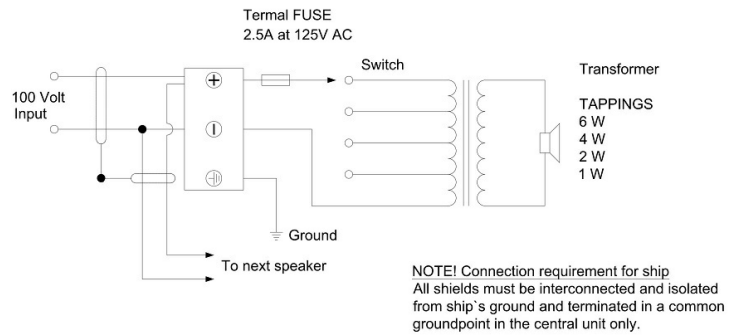 Termal FUSE
2.5A at 125V AC
Switch
Transformer
100 Volt
Input
TAPPINGS
6 W
4 W
2 W
1 W
Ground
To next speaker
NOTE! Connection requirement for ship
All shields must be interconnected and isolated
from ship`s ground and terminated in a common
groundpoint in the central unit only.